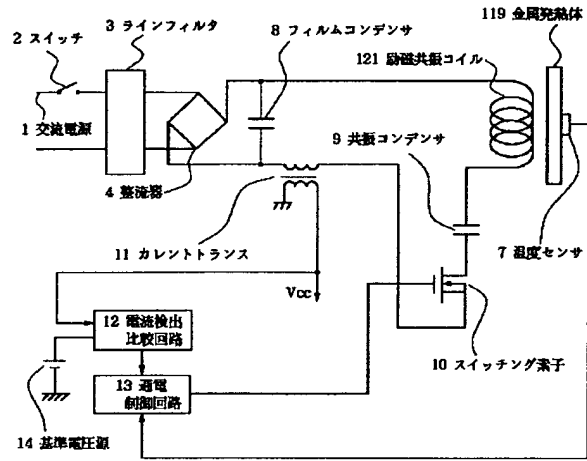 3 ラインフィルタ
8 フィルムコンデンサ
119 金属発熱体
2 スイッチ
121 励磁共振コイル
1 交流電源
9 共振コンデンサ
4 整流器
11 カレントトランス
7 温度センサ
Vcc
12 電流検出
比較回路
10 スイッチング素子
13 通電
制御回路
14 基準電圧源